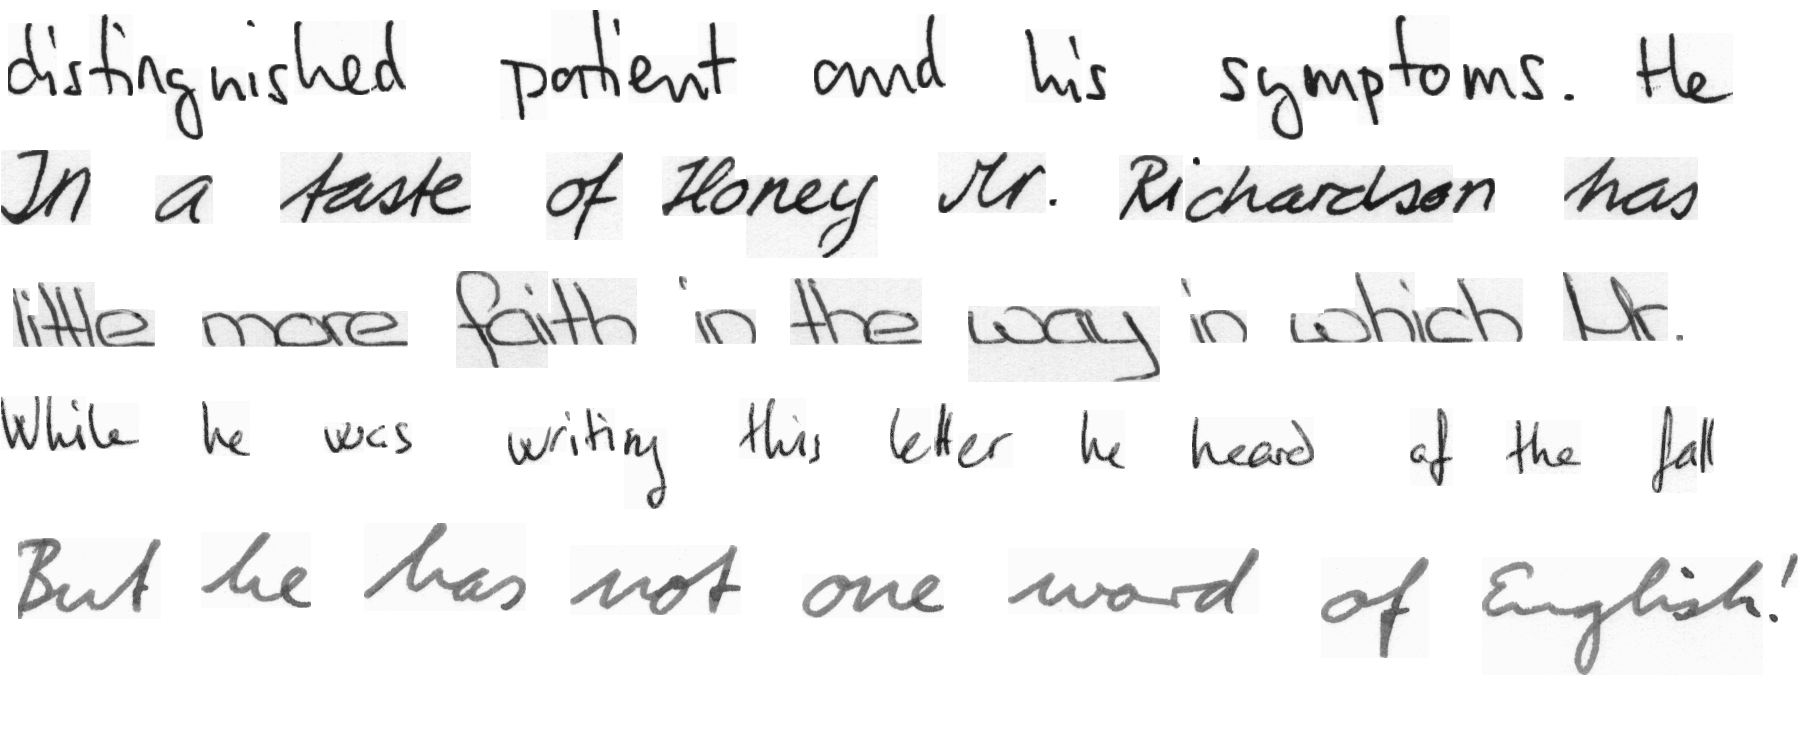 distinguished patient and his symptoms. He
In a taste of Honey Mr. Richardson has
little more faith in the way in which Mr.
While he was writing this letter he heard of the fall
But he has not one word of English!